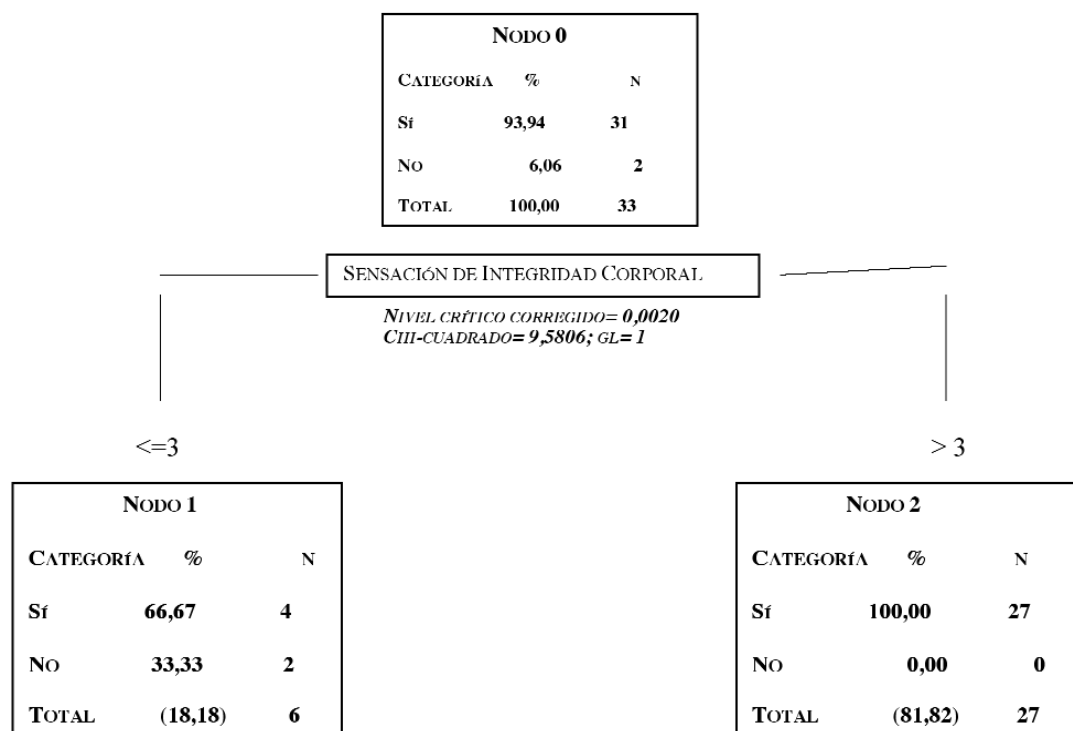 NODO 0
CATEGORÍA % N
SÍ 93,94 31
NO 6,06 2
TOTAL 100,00 33
SENSACIÓN DE INTEGRIDAD CORPORAL
NIVEL CRÍTICO CORREGIDO= 0,0020
CIII-CUADRADO= 9,5806; GL= 1
<=3
> 3
NODO 1
CATEGORÍA % N
SÍ 66,67 4
NO 33,33 2
TOTAL (18,18) 6
NODO 2
CATEGORÍA % N
SÍ 100,00 27
NO 0,00 0
TOTAL (81,82) 27